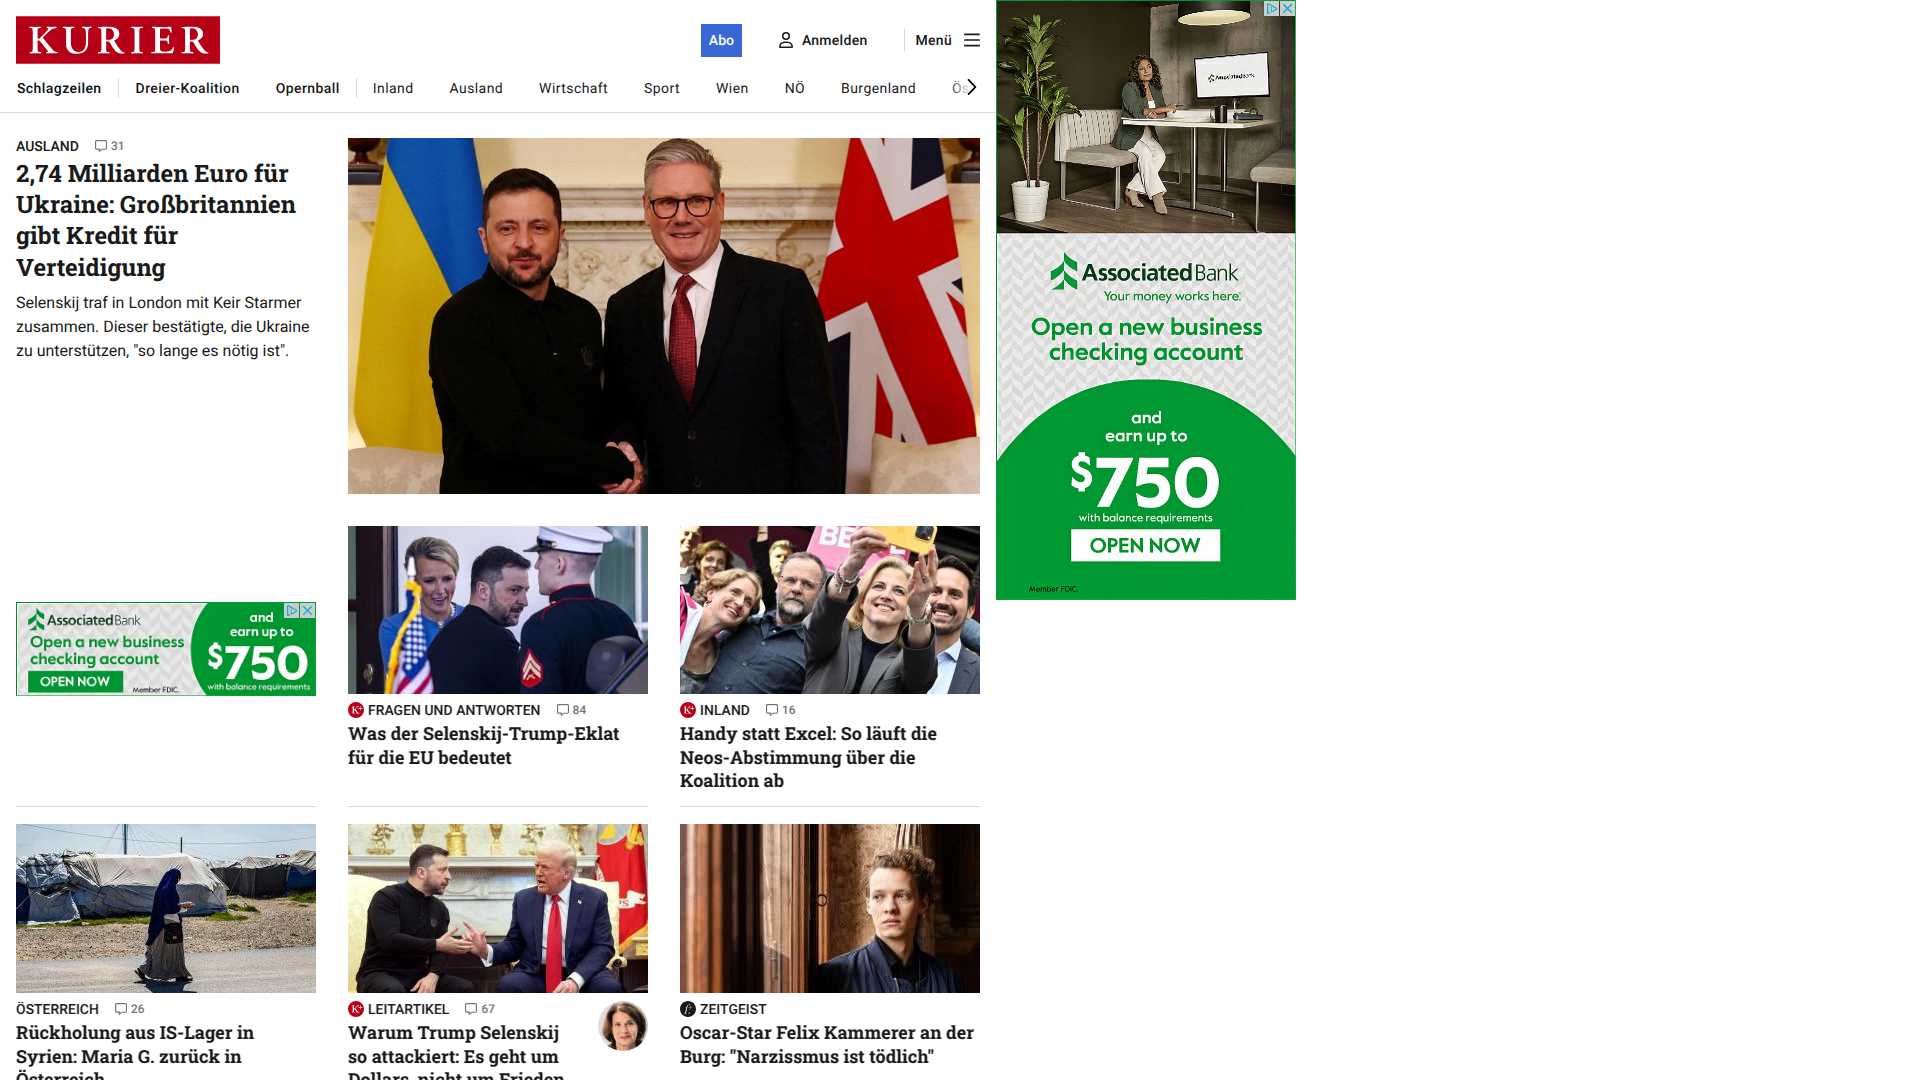 KURIER
Abo
Anmelden
Menü
Schlagzeilen
Dreier-Koalition
Opernball
Inland
Ausland
Wirtschaft
Sport
Wien
NÖ
Burgenland
AUSLAND 31
2,74 Milliarden Euro für
Ukraine: Großbritannien
gibt Kredit für
Verteidigung
Selenskij traf in London mit Keir Starmer
zusammen. Dieser bestätigte, die Ukraine
zu unterstützen, "so lange es nötig ist".
AssociatedBank
Open a new business
checking account
OPEN NOW
Member FDIC.
and
earn up to
$750
with balance requirements
K+ FRAGEN UND ANTWORTEN 84
Was der Selenskij-Trump-Eklat
für die EU bedeutet
K+ INLAND 16
Handy statt Excel: So läuft die
Neos-Abstimmung über die
Koalition ab
ÖSTERREICH 26
Rückholung aus IS-Lager in
Syrien: Maria G. zurück in
Österreich
K+ LEITARTIKEL 67
Warum Trump Selenskij
so attackiert: Es geht um
Dollars, nicht um Frieden
ZEITGEIST
Oscar-Star Felix Kammerer an der
Burg: "Narzissmus ist tödlich"
AssociatedBank
AssociatedBank
Your money works here.
Open a new business
checking account
and
earn up to
$750
with balance requirements
OPEN NOW
Member FDIC.